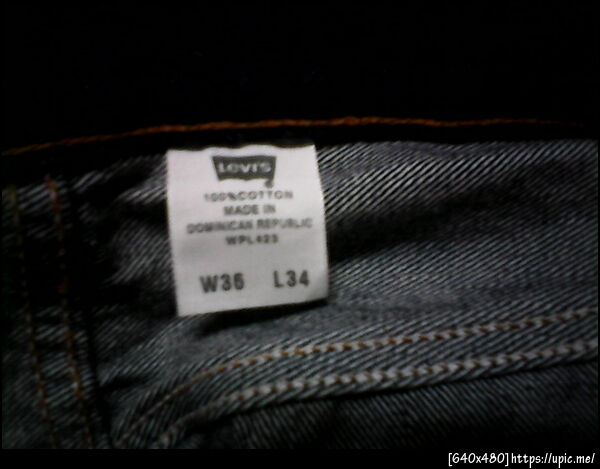 Levi's
100% COTTON
MADE IN
DOMINICAN REPUBLIC
WPL423
W36 L34
[640x480]https://upic.me/